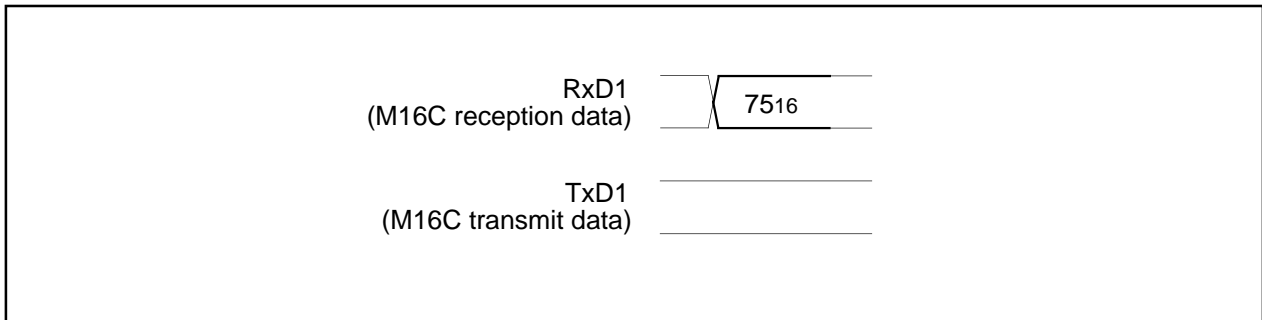 RxD1
(M16C reception data)
7516
TxD1
(M16C transmit data)